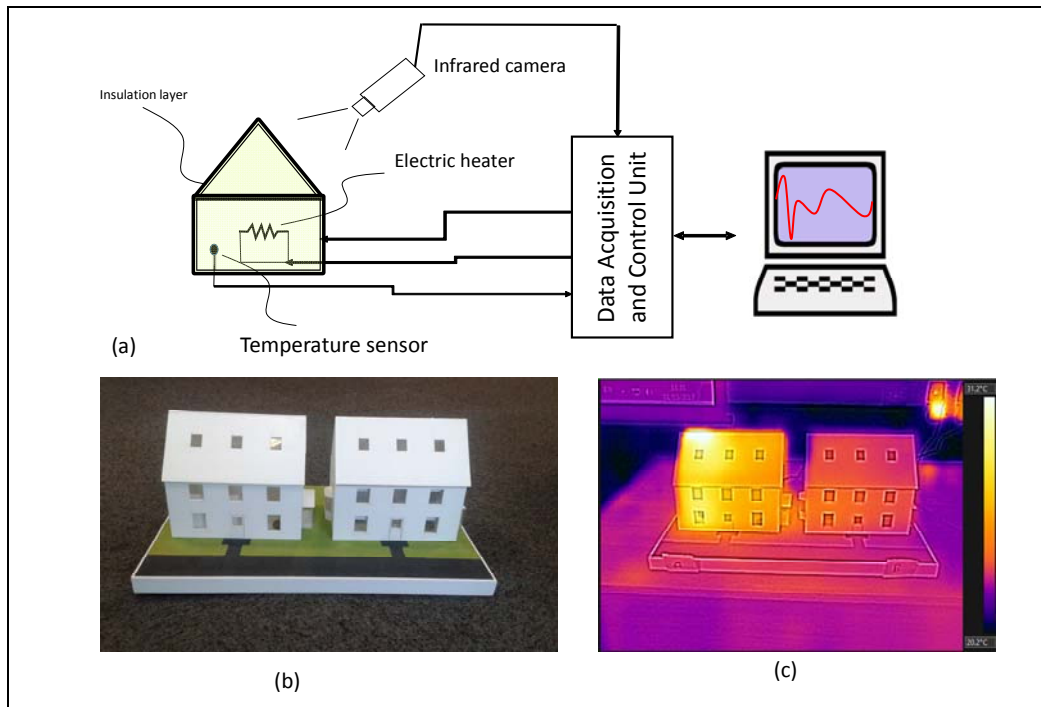 Infrared camera
Insulation layer
Electric heater
Data Acquisition
and Control Unit
(a)
Temperature sensor
31.2°C
20.2°C
(b)
(c)